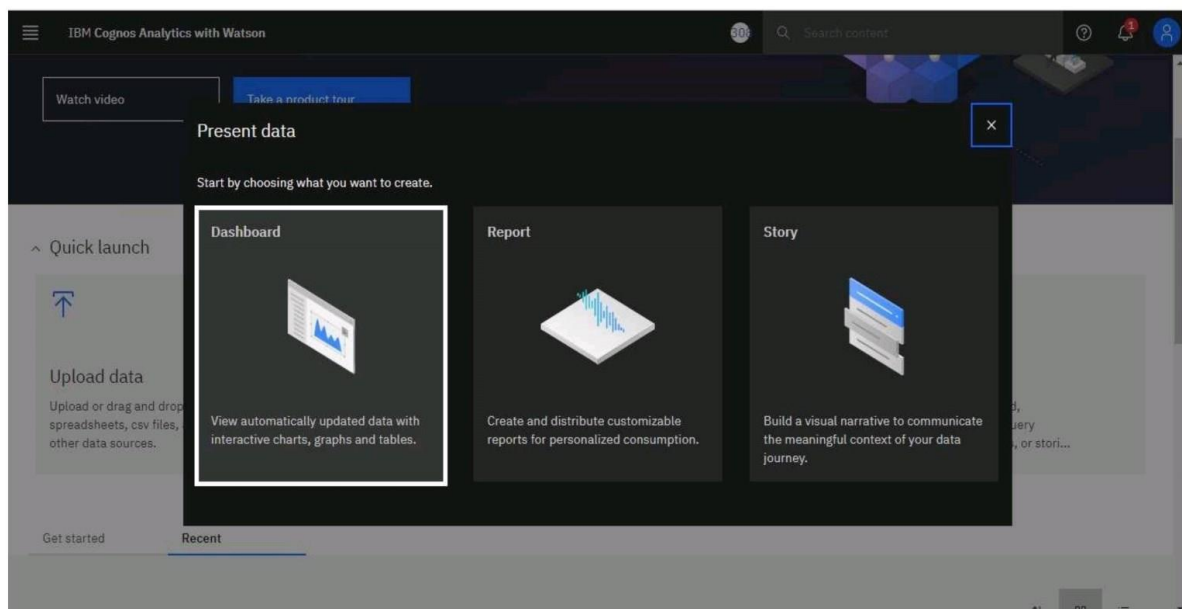 IBM Cognos Analytics with Watson
Search content
1
Watch video
Take a product tour
Present data
Start by choosing what you want to create.
Dashboard
View automatically updated data with
interactive charts, graphs and tables.
Report
Create and distribute customizable
reports for personalized consumption.
Story
Build a visual narrative to communicate
the meaningful context of your data
journey.
Quick launch
Upload data
Upload or drag and drop
spreadsheets, csv files,
other data sources.
, or stori...
Get started
Recent